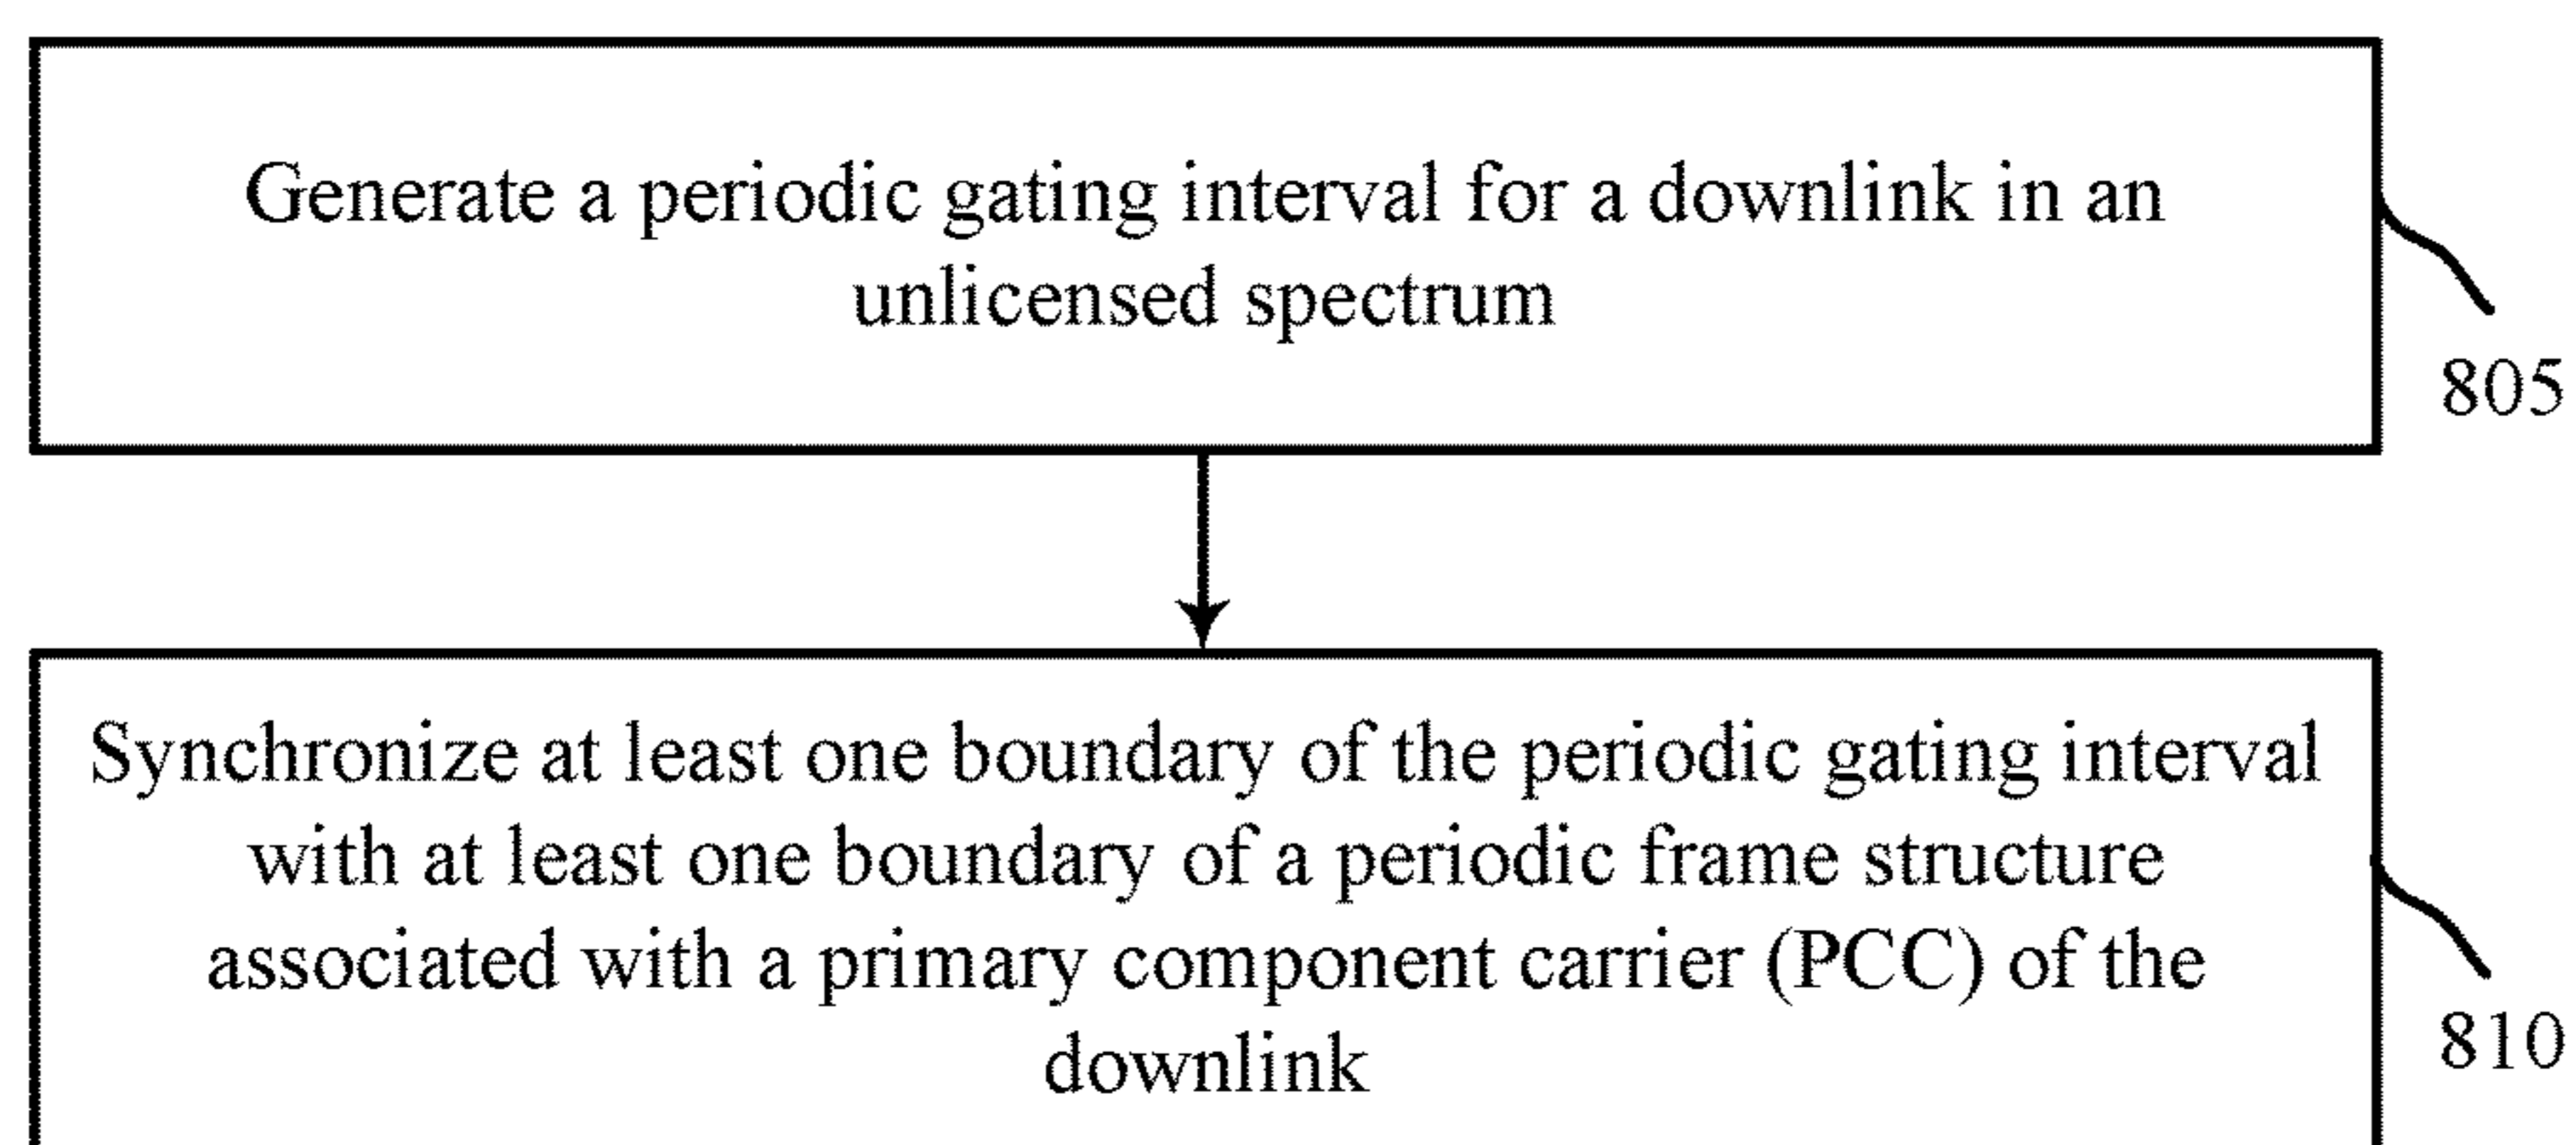 Generate a periodic gating interval for a downlink in an
unlicensed spectrum
805
Synchronize at least one boundary of the periodic gating interval
with at least one boundary of a periodic frame structure
associated with a primary component carrier (PCC) of the
downlink
810